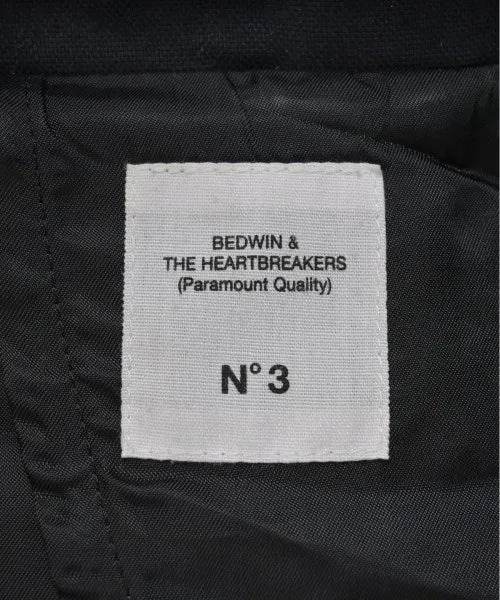 BEDWIN &
THE HEARTBREAKERS
(Paramount Quality)
N° 3